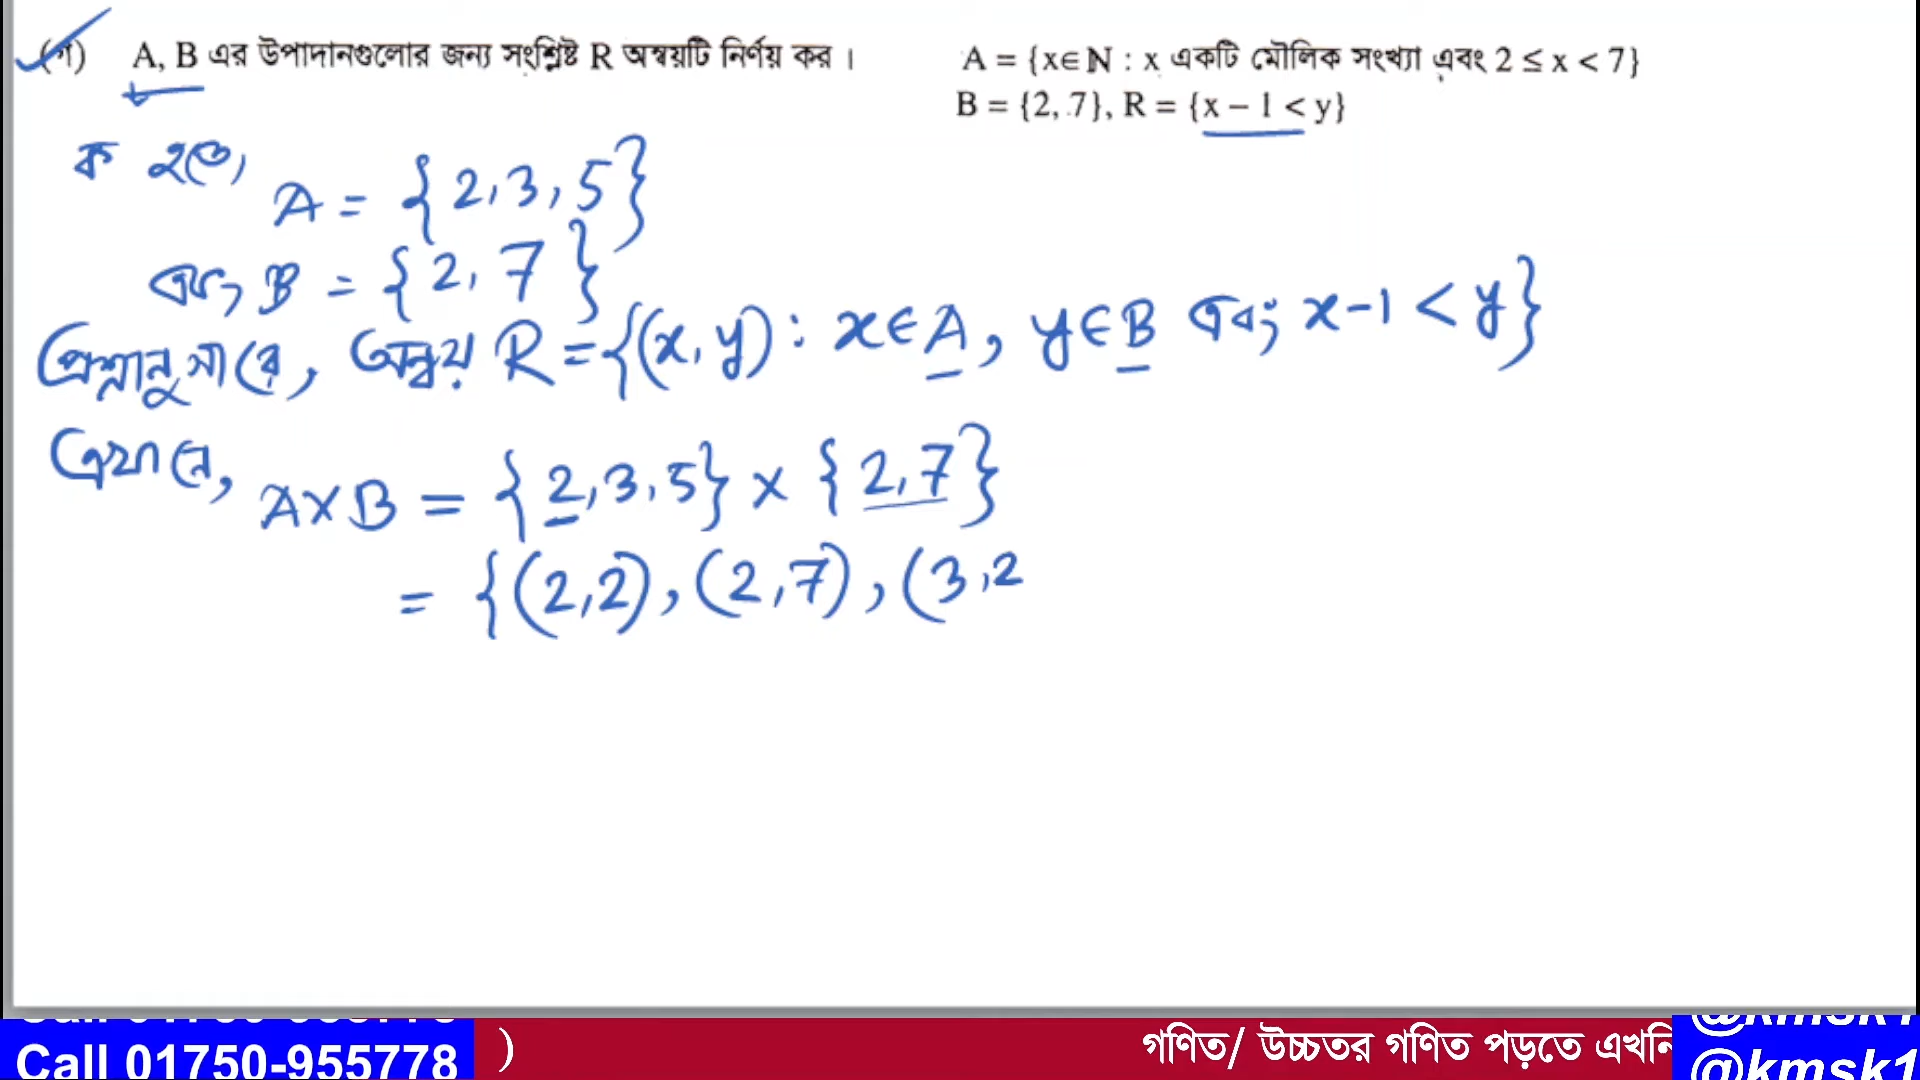 (গ) A, B এর উপাদানগুলোর জন্য সংশ্লিষ্ট R অন্বয়টি নির্ণয় কর।
A = {x∈N : x একটি মৌলিক সংখ্যা এবং 2 ≤ x < 7}
B = {2, 7}, R = {x – 1 < y}
ক হতে,
A = {2, 3, 5}
এবং B = {2, 7}
প্রশ্নানুসারে, অন্বয় R = {(x, y) : x∈A, y∈B এবং x-1 < y}
এখানে,
A×B = {2, 3, 5} × {2, 7}
= {(2,2), (2,7), (3,2
Call 01750-955778
) গণিত/ উচ্চতর গণিত পড়তে এখনি
@kmsk1
@kmsk1